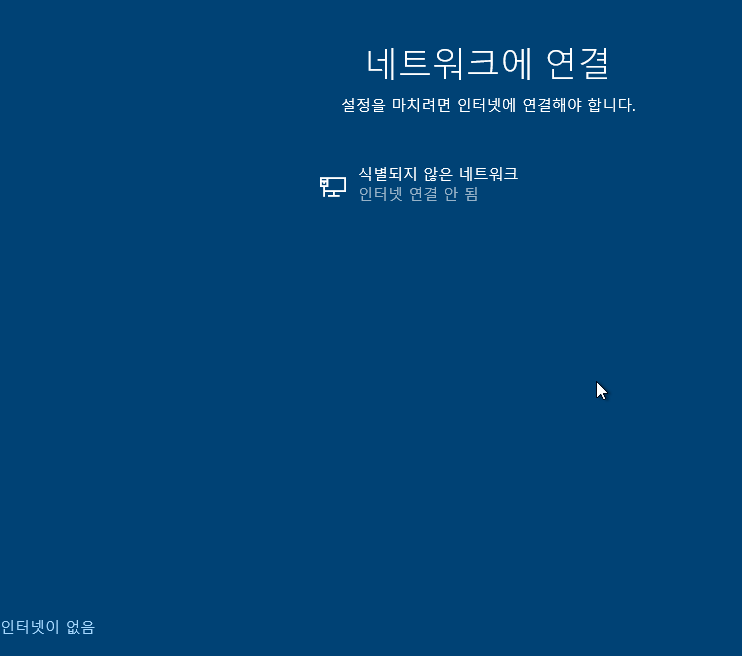 네트워크에 연결
설정을 마치려면 인터넷에 연결해야 합니다.
식별되지 않은 네트워크
인터넷 연결 안 됨
인터넷이 없음